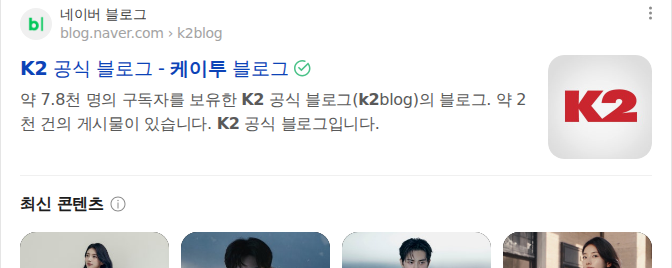 네이버 블로그
blog.naver.com › k2blog
K2 공식 블로그 - 케이투 블로그
약 7.8천 명의 구독자를 보유한 K2 공식 블로그(k2blog)의 블로그. 약 2
천 건의 게시물이 있습니다. K2 공식 블로그입니다.
K2
최신 콘텐츠